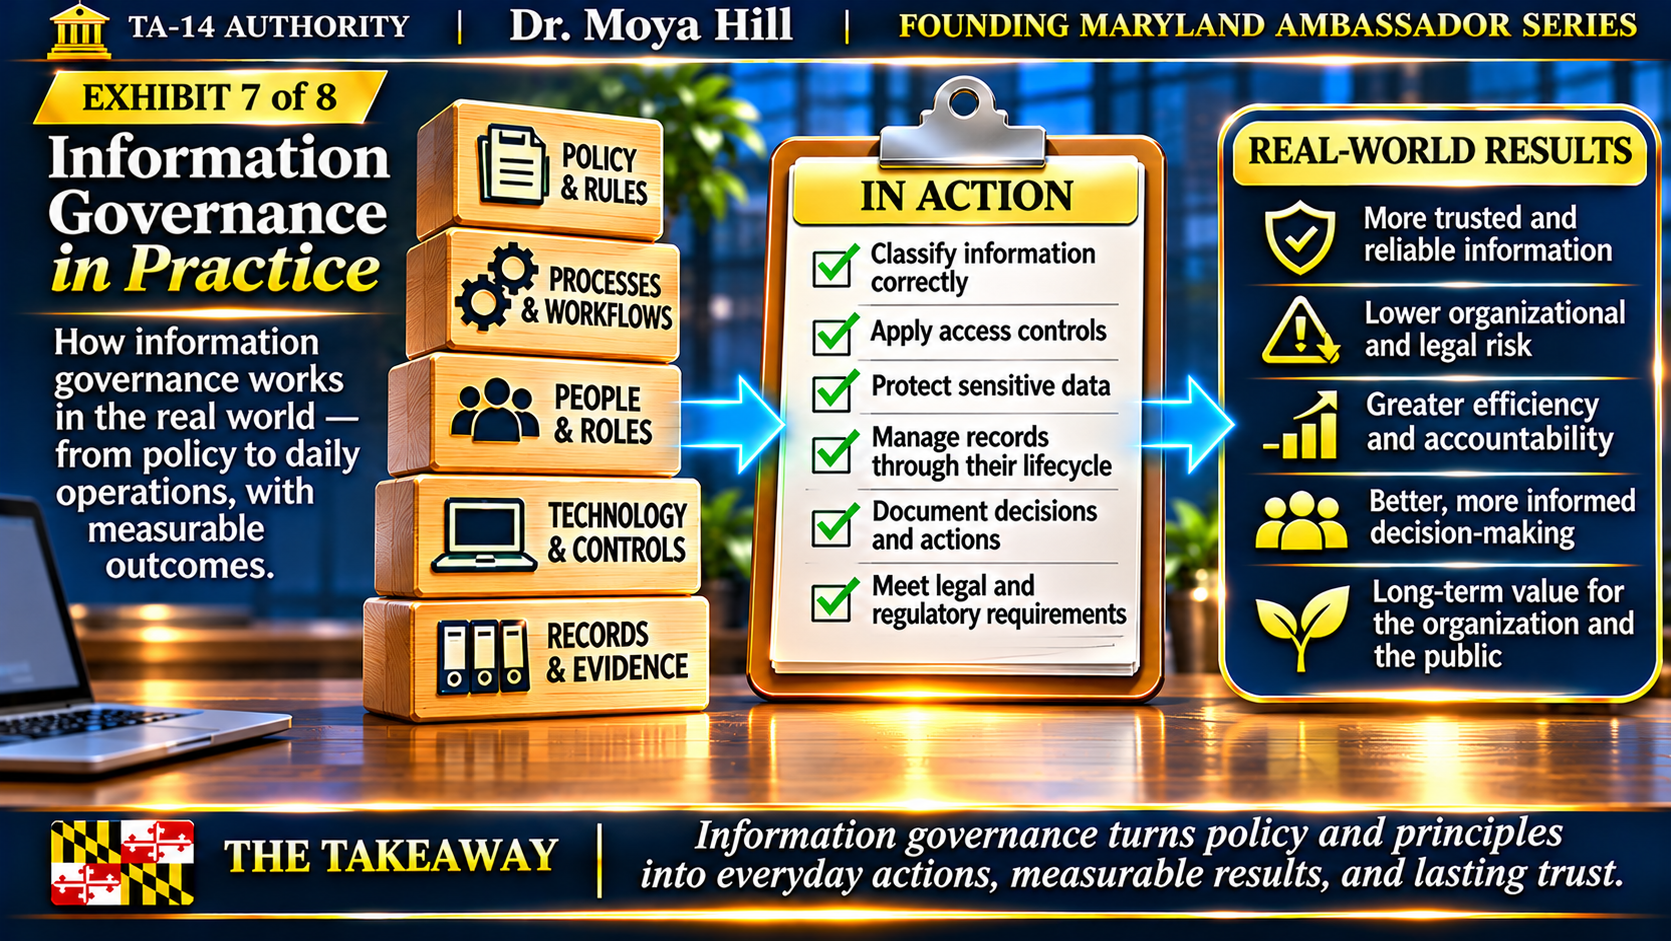 TA-14 AUTHORITY | Dr. Moya Hill | FOUNDING MARYLAND AMBASSADOR SERIES
EXHIBIT 7 of 8
Information
Governance
in Practice
How information
governance works
in the real world —
from policy to daily
operations, with
measurable
outcomes.
POLICY
& RULES
PROCESSES
& WORKFLOWS
PEOPLE
& ROLES
TECHNOLOGY
& CONTROLS
RECORDS
& EVIDENCE
IN ACTION
Classify information
correctly
Apply access controls
Protect sensitive data
Manage records
through their lifecycle
Document decisions
and actions
Meet legal and
regulatory requirements
REAL-WORLD RESULTS
More trusted and
reliable information
Lower organizational
and legal risk
Greater efficiency
and accountability
Better, more informed
decision-making
Long-term value for
the organization and
the public
THE TAKEAWAY
Information governance turns policy and principles
into everyday actions, measurable results, and lasting trust.